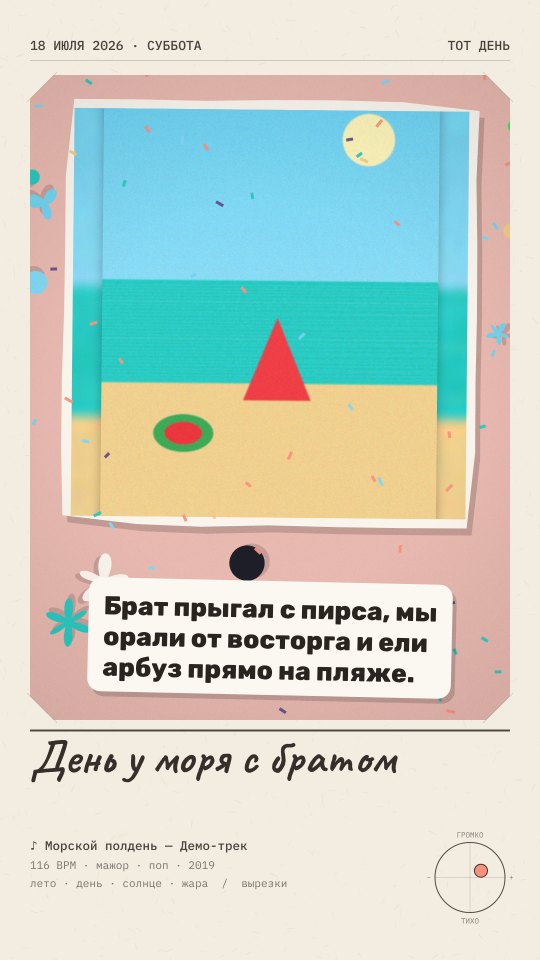 18 ИЮЛЯ 2026 · СУББОТА
ТОТ ДЕНЬ
Брат прыгал с пирса, мы
орали от восторга и ели
арбуз прямо на пляже.
День у моря с братом
♪ Морской полдень — Демо-трек
116 BPM · мажор · поп · 2019
лето · день · солнце · жара / вырезки
ГРОМКО
− +
ТИХО